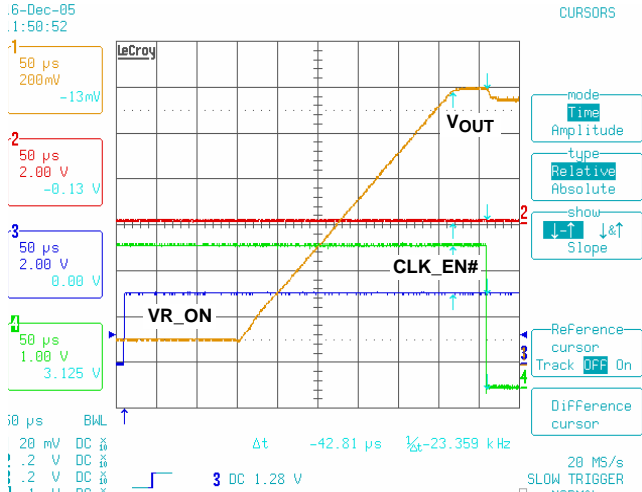 6-Dec-05
1:50:52
CURSORS
LeCroy
1
50 µs
200mV
-13mV
2
50 µs
2.00 V
-0.13 V
3
50 µs
2.00 V
0.00 V
4
50 µs
1.00 V
3.125 V
VOUT
CLK_EN#
VR_ON
2
3
4
mode
Time
Amplitude
type
Relative
Absolute
show
↓-↑ ↓&↑
Slope
Reference
cursor
Track OFF On
Difference
cursor
50 µs BWL
20 mV DC
.2 V DC
.2 V DC
Δt -42.81 µs 1/Δt -23.359 kHz
3 DC 1.28 V
20 MS/s
SLOW TRIGGER